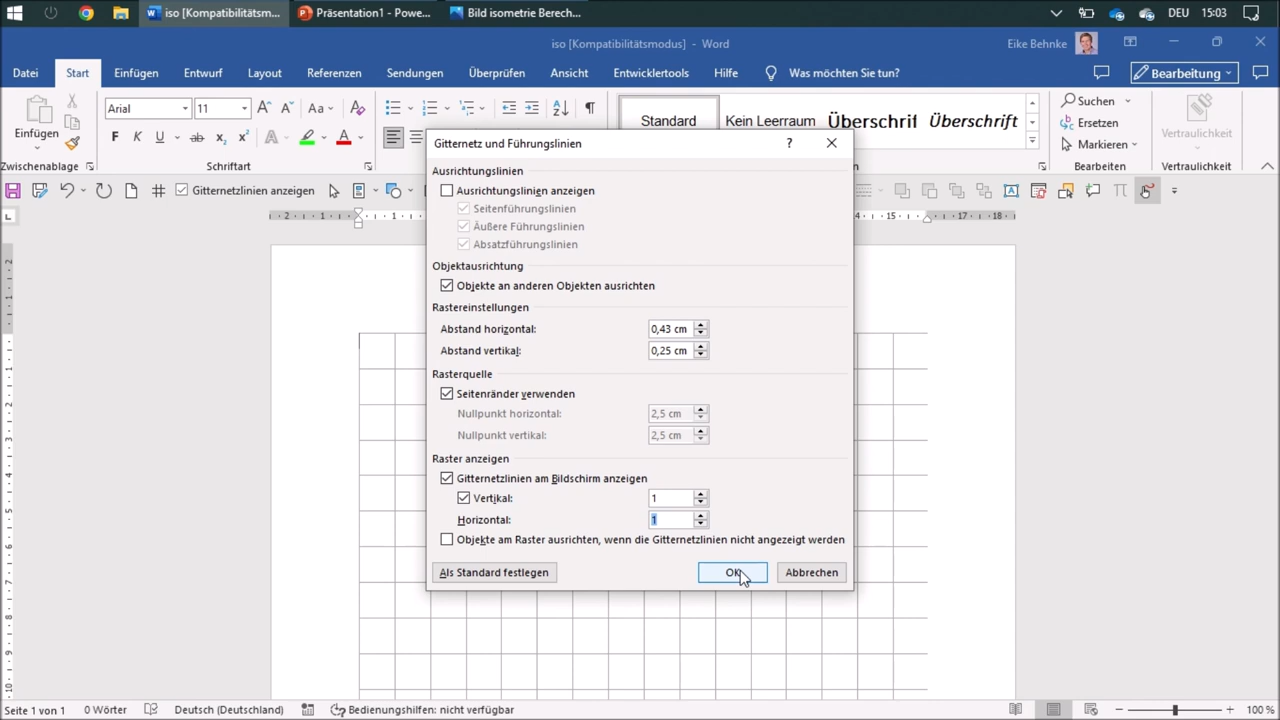 iso [Kompatibilitätsm...
Präsentation1 - Powe...
Bild isometrie Berech...
DEU
15:03
iso [Kompatibilitätsmodus] - Word
Eike Behnke
Datei
Start
Einfügen
Entwurf
Layout
Referenzen
Sendungen
Überprüfen
Ansicht
Entwicklertools
Hilfe
Was möchten Sie tun?
Bearbeitung
Einfügen
Arial
11
Aa
F K U ab x₂ x²
Standard
Kein Leerraum
Überschrif
Überschrift
Suchen
Ersetzen
Markieren
Vertraulichkeit
Zwischenablage
Schriftart
Bearbeiten
Vertraulichkeit
Gitternetzlinien anzeigen
Gitternetz und Führungslinien
Ausrichtungslinien
Ausrichtungslinien anzeigen
Seitenführungslinien
Äußere Führungslinien
Absatzführungslinien
Objektausrichtung
Objekte an anderen Objekten ausrichten
Rastereinstellungen
Abstand horizontal: 0,43 cm
Abstand vertikal: 0,25 cm
Rasterquelle
Seitenränder verwenden
Nullpunkt horizontal: 2,5 cm
Nullpunkt vertikal: 2,5 cm
Raster anzeigen
Gitternetzlinien am Bildschirm anzeigen
Vertikal: 1
Horizontal: 1
Objekte am Raster ausrichten, wenn die Gitternetzlinien nicht angezeigt werden
Als Standard festlegen
OK
Abbrechen
Seite 1 von 1
0 Wörter
Deutsch (Deutschland)
Bedienungshilfen: nicht verfügbar
100 %